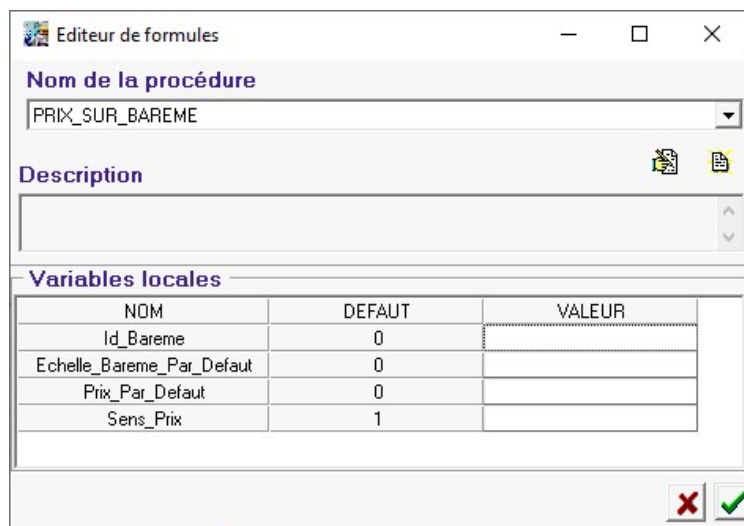 Editeur de formules
Nom de la procédure
PRIX_SUR_BAREME
Description
Variables locales
NOM DEFAUT VALEUR
Id_Bareme 0
Echelle_Bareme_Par_Defaut 0
Prix_Par_Defaut 0
Sens_Prix 1